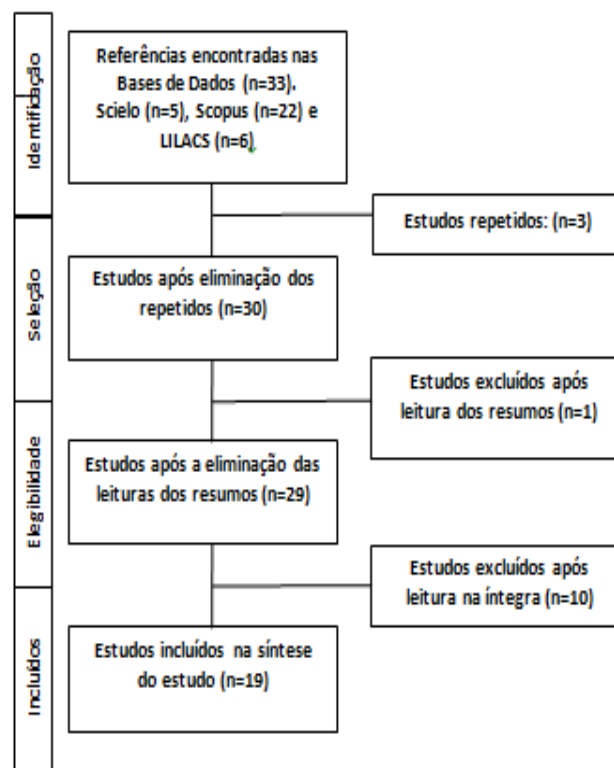 Identificação
Referências encontradas nas
Bases de Dados (n=33).
Scielo (n=5), Scopus (n=22) e
LILACS (n=6)
Estudos repetidos: (n=3)
Seleção
Estudos após eliminação dos
repetidos (n=30)
Estudos excluídos após
leitura dos resumos (n=1)
Elegibilidade
Estudos após a eliminação das
leituras dos resumos (n=29)
Estudos excluídos após
leitura na íntegra (n=10)
Incluídos
Estudos incluídos na síntese
do estudo (n=19)